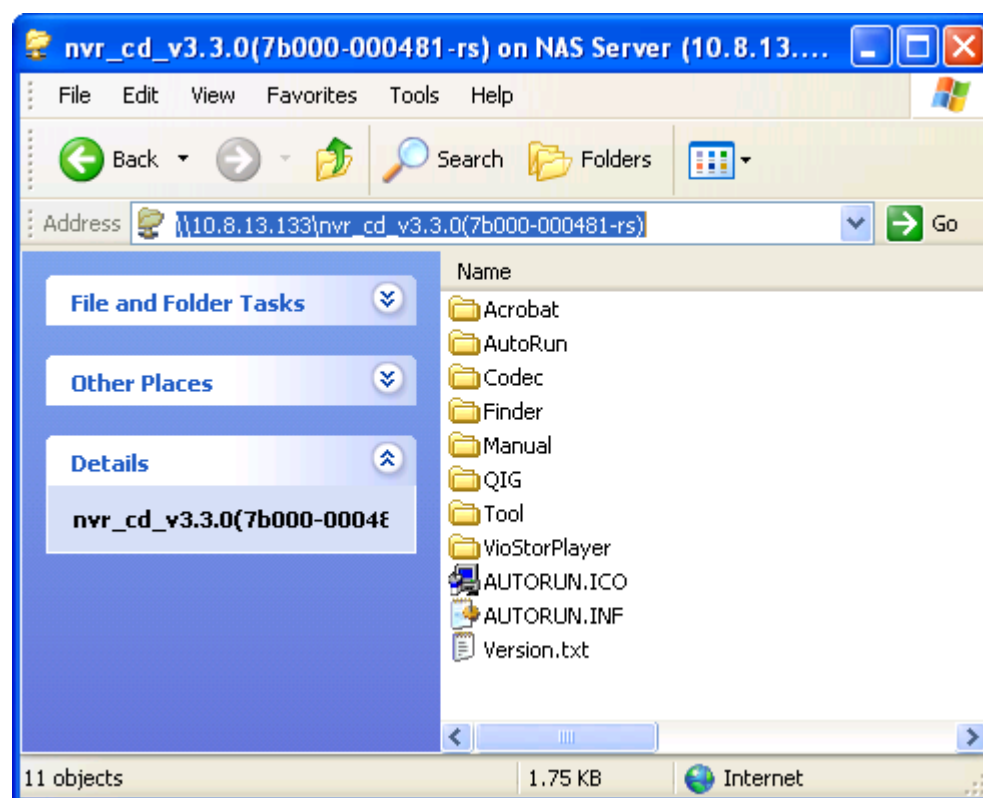 nvr_cd_v3.3.0(7b000-000481-rs) on NAS Server (10.8.13....
File Edit View Favorites Tools Help
Back Search Folders
Address \\10.8.13.133\nvr_cd_v3.3.0(7b000-000481-rs) Go
File and Folder Tasks
Other Places
Details
nvr_cd_v3.3.0(7b000-00048
Name
Acrobat
AutoRun
Codec
Finder
Manual
QIG
Tool
VioStorPlayer
AUTORUN.ICO
AUTORUN.INF
Version.txt
11 objects 1.75 KB Internet